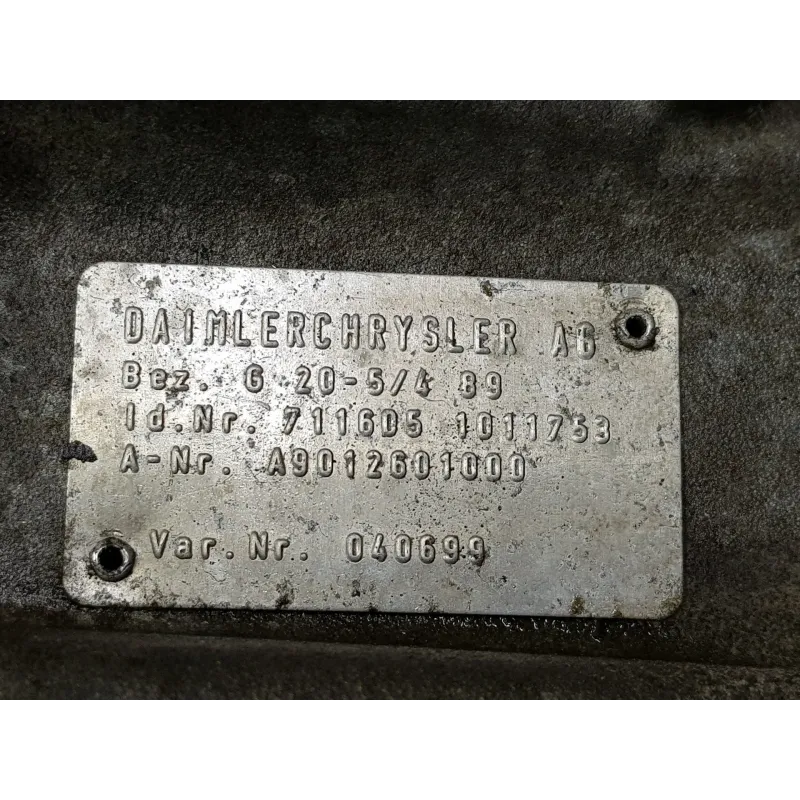 DAIMLERCHRYSLER AG
Bez. G 20-5/4 89
Id.Nr. 711605 1011753
A-Nr. A9012601000
Var.Nr. 040699